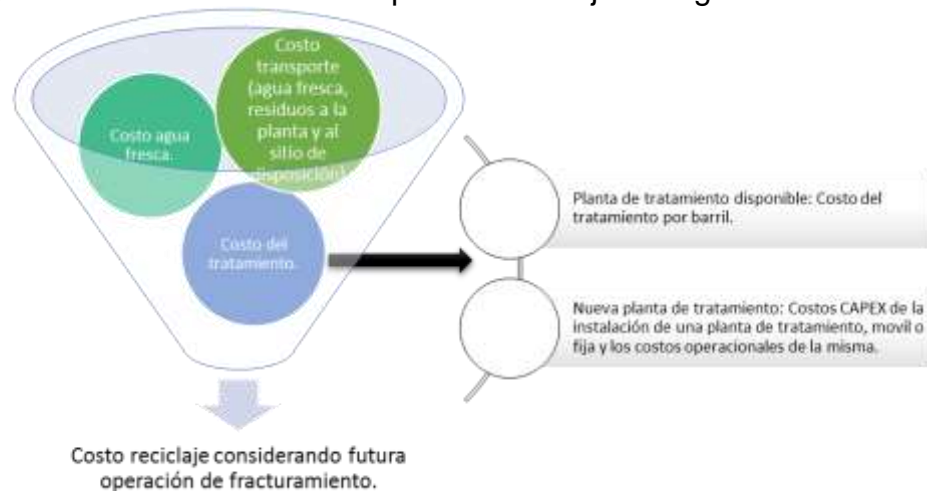 Costo
transporte
(agua fresca,
residuos a la
planta y al
sitio de
disposición)
Costo agua
fresca.
Costo del
tratamiento.
Planta de tratamiento disponible: Costo del
tratamiento por barril.
Nueva planta de tratamiento: Costos CAPEX de la
instalación de una planta de tratamiento, movil o
fija y los costos operacionales de la misma.
Costo reciclaje considerando futura
operación de fracturamiento.